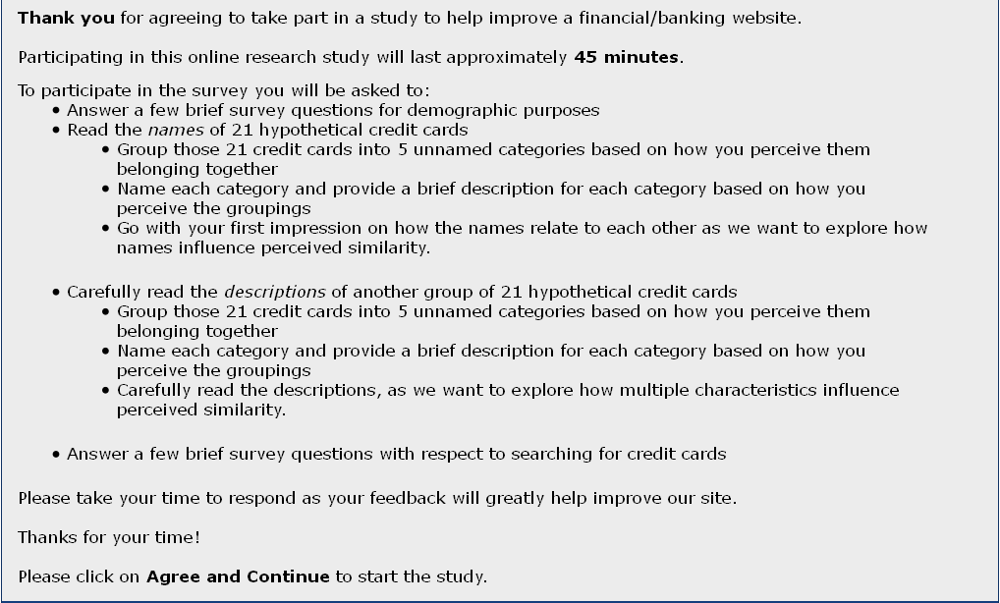 Thank you for agreeing to take part in a study to help improve a financial/banking website.
Participating in this online research study will last approximately 45 minutes.
To participate in the survey you will be asked to:
• Answer a few brief survey questions for demographic purposes
• Read the names of 21 hypothetical credit cards
• Group those 21 credit cards into 5 unnamed categories based on how you perceive them
belonging together
• Name each category and provide a brief description for each category based on how you
perceive the groupings
• Go with your first impression on how the names relate to each other as we want to explore how
names influence perceived similarity.
• Carefully read the descriptions of another group of 21 hypothetical credit cards
• Group those 21 credit cards into 5 unnamed categories based on how you perceive them
belonging together
• Name each category and provide a brief description for each category based on how you
perceive the groupings
• Carefully read the descriptions, as we want to explore how multiple characteristics influence
perceived similarity.
• Answer a few brief survey questions with respect to searching for credit cards
Please take your time to respond as your feedback will greatly help improve our site.
Thanks for your time!
Please click on Agree and Continue to start the study.